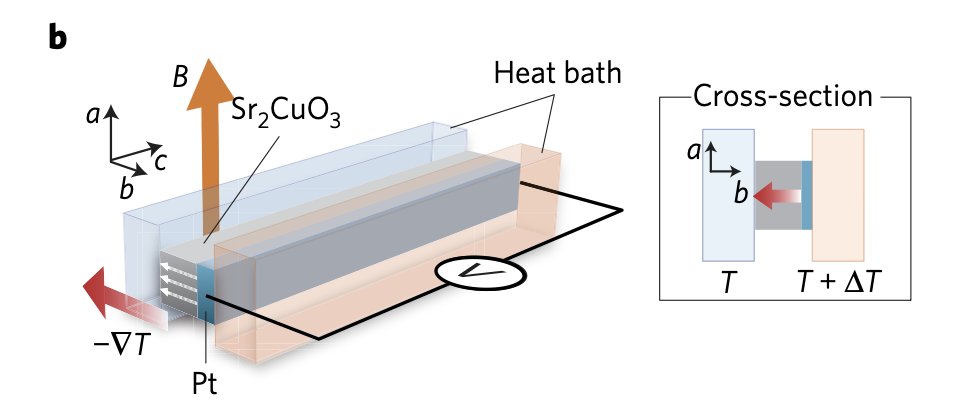 b
B
Heat bath
Sr₂CuO₃
a
c
b
Cross-section
a
b
T
T + ΔT
V
−∇T
Pt